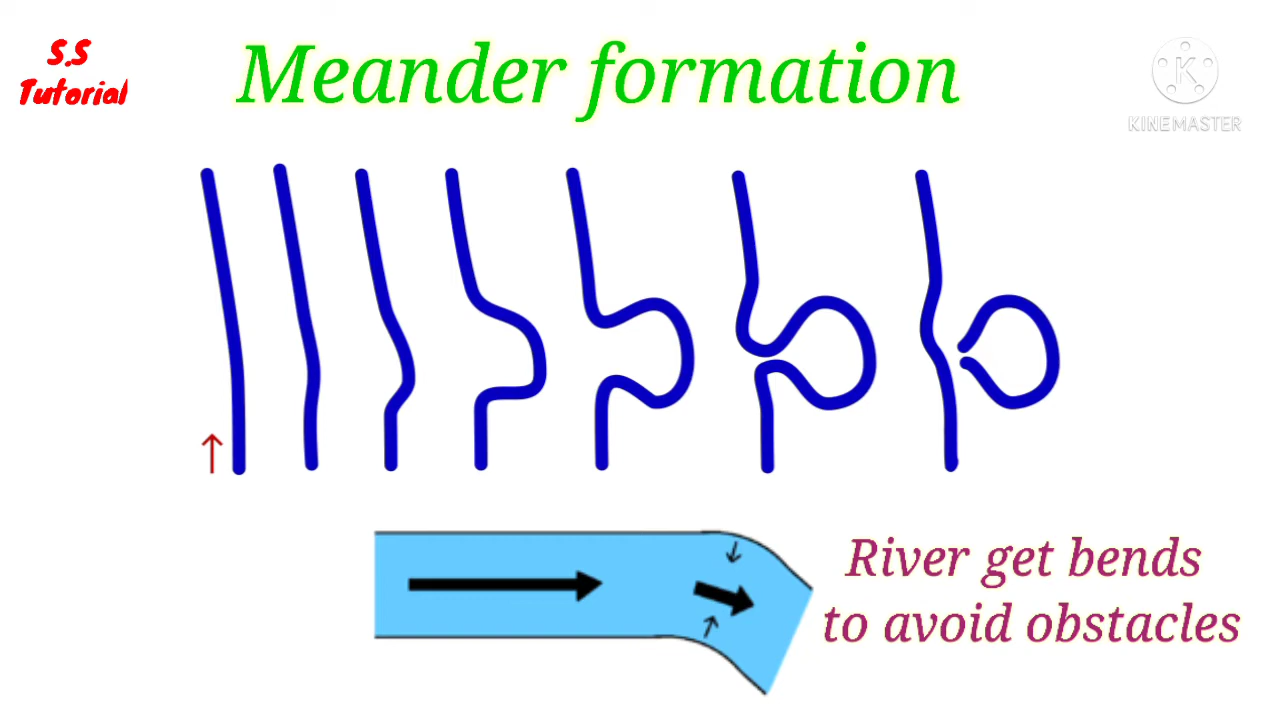 S.S
Tutorial
Meander formation
K
KINEMASTER
River get bends
to avoid obstacles